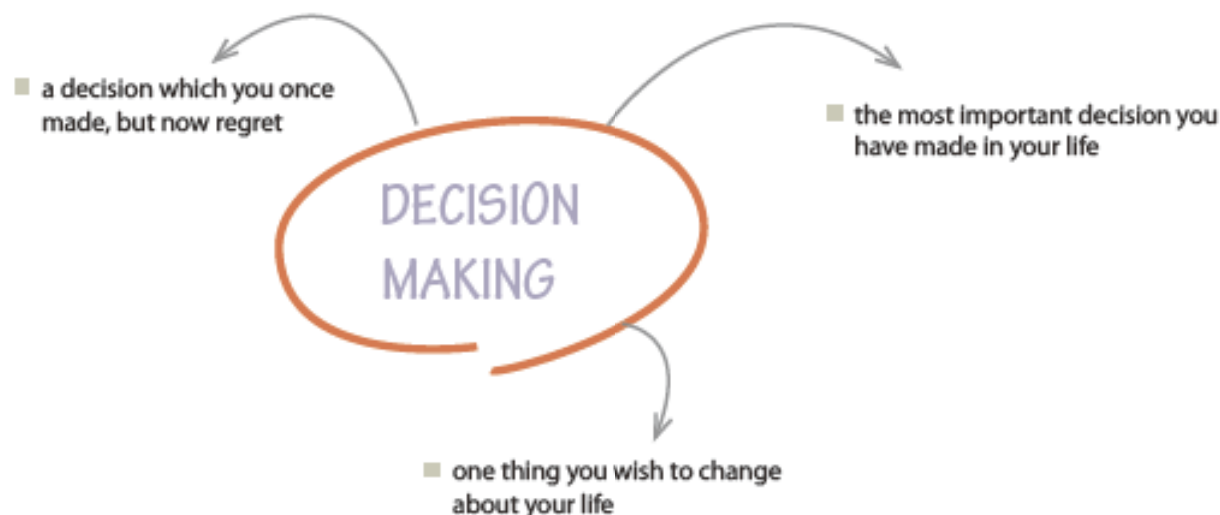 a decision which you once
made, but now regret
the most important decision you
have made in your life
DECISION
MAKING
one thing you wish to change
about your life